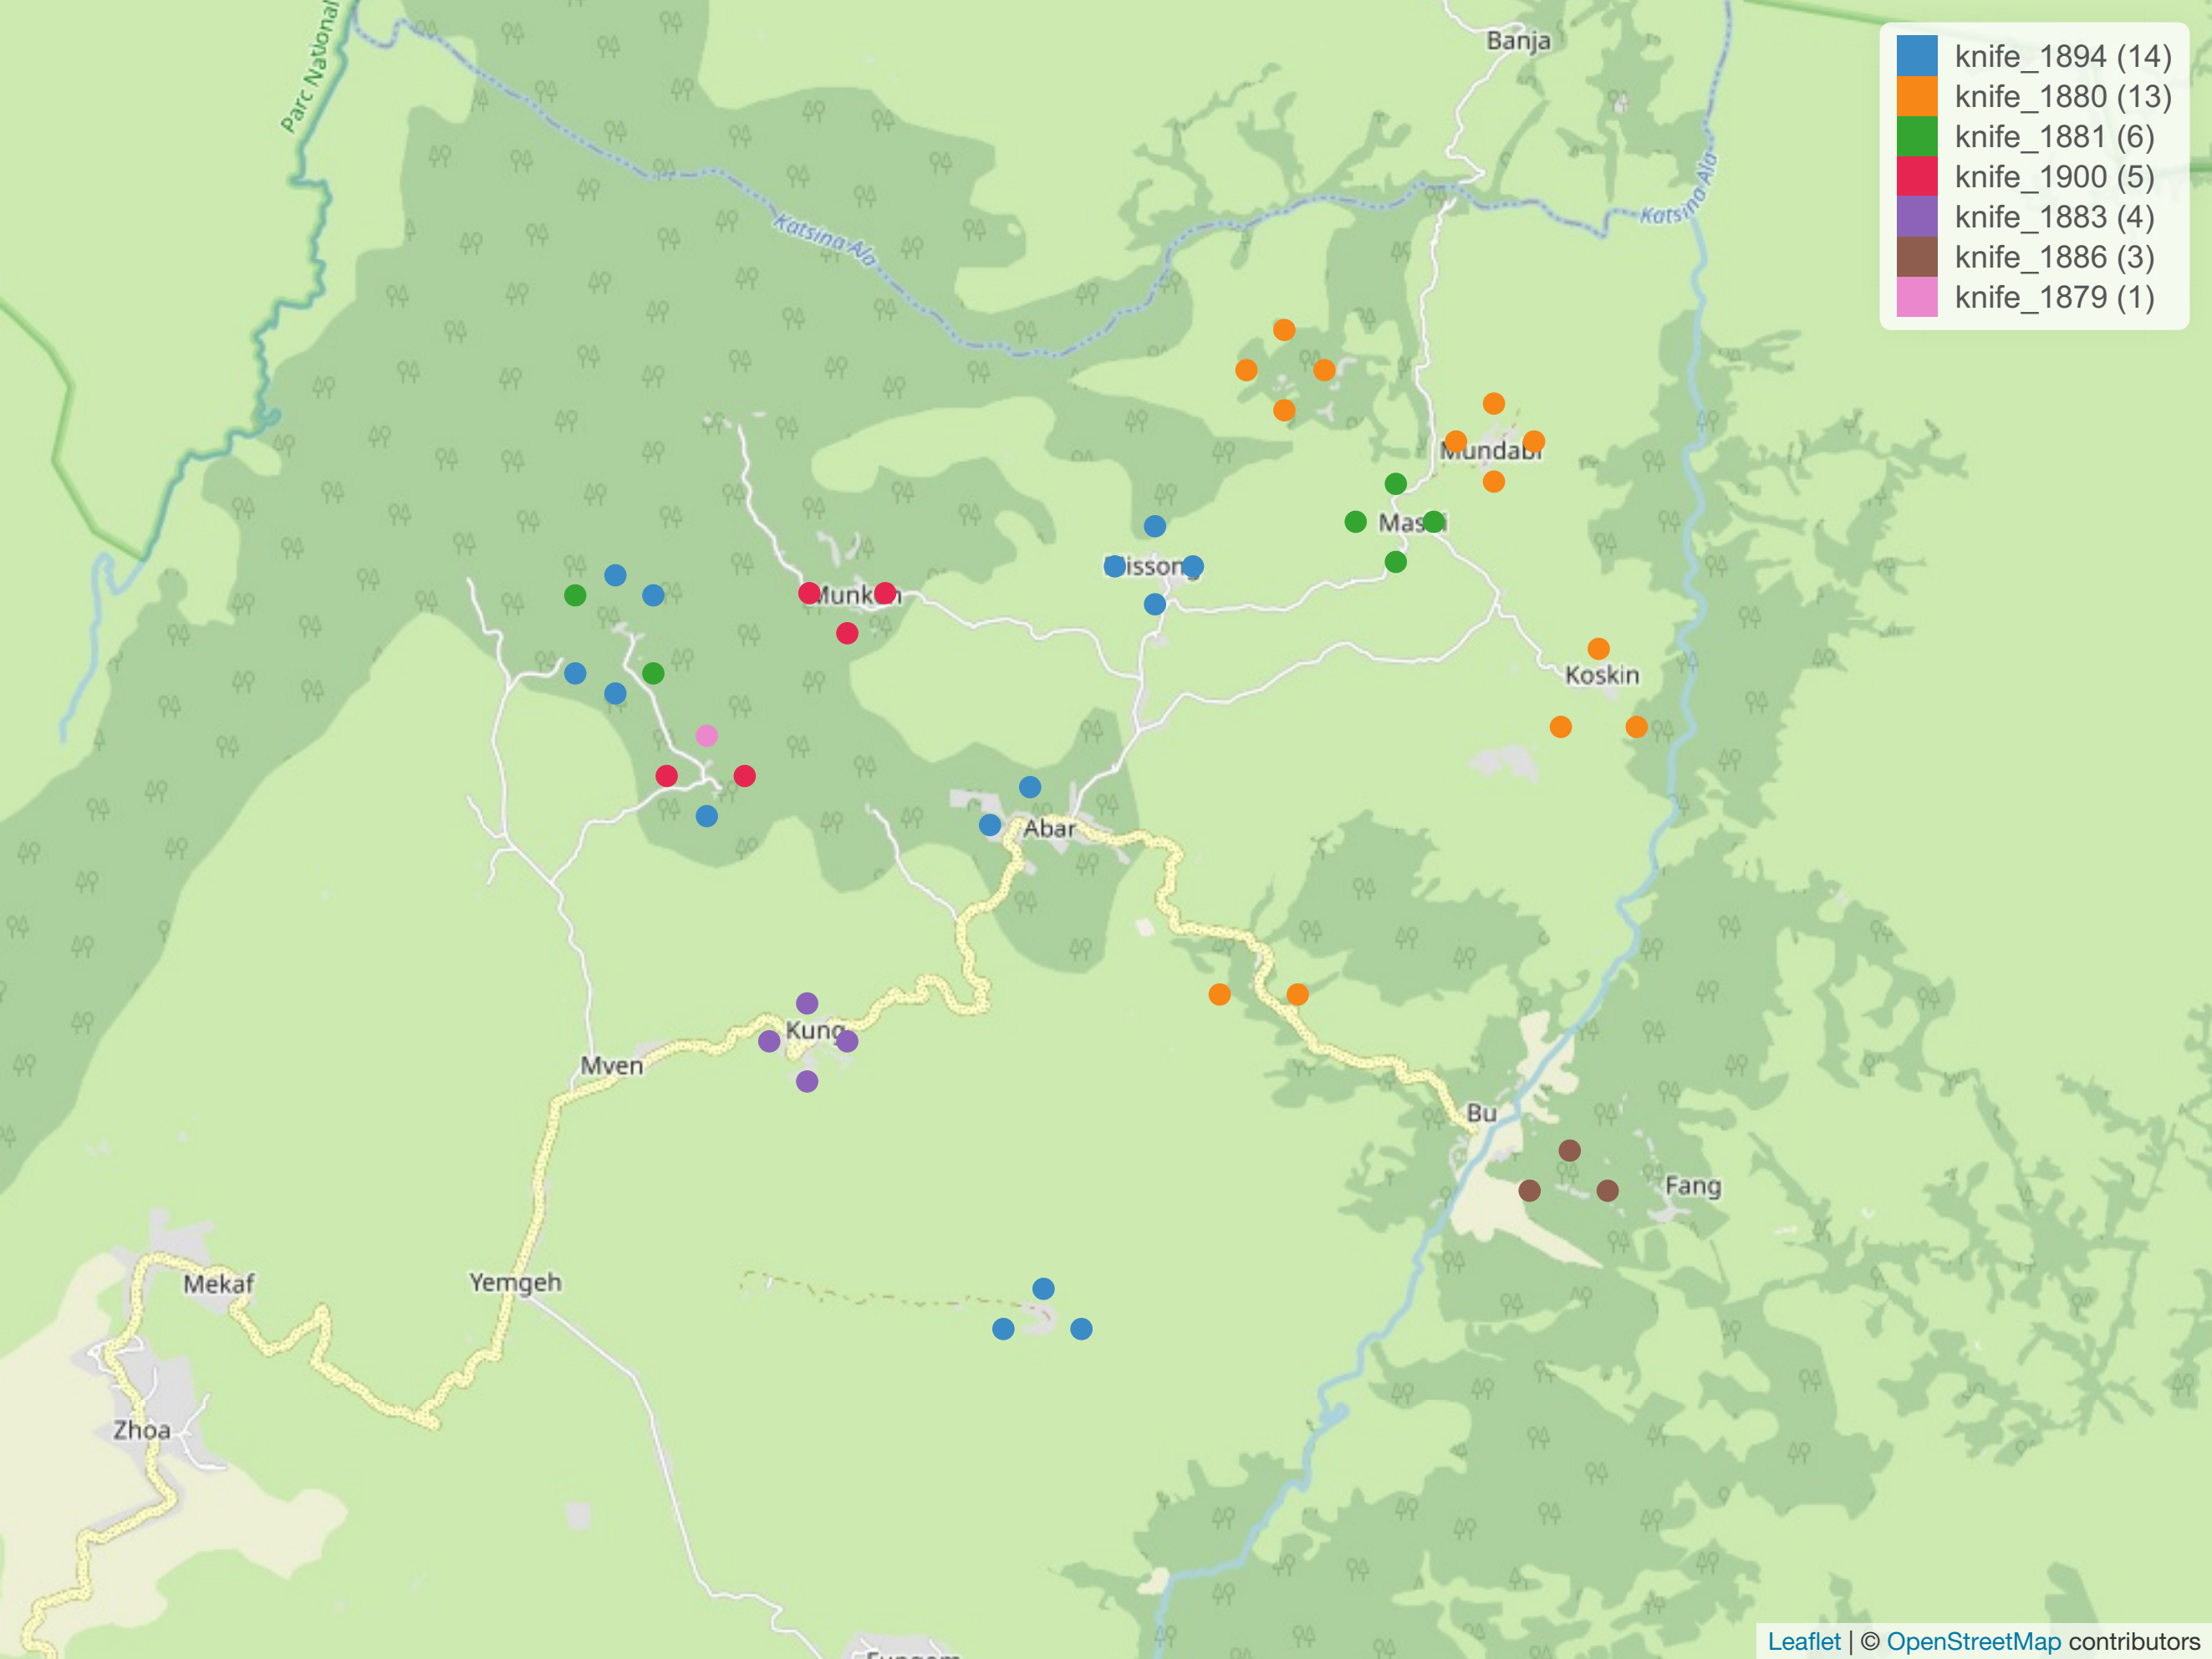 Banja
Parc National
knife_1894 (14)
knife_1880 (13)
knife_1881 (6)
knife_1900 (5)
knife_1883 (4)
knife_1886 (3)
knife_1879 (1)
Katsina Ala
Katsina Ala
Mundabi
Koskin
Abar
Kung
Mven
Bu
Fang
Mekaf
Yemgeh
Zhoa
Leaflet | © OpenStreetMap contributors